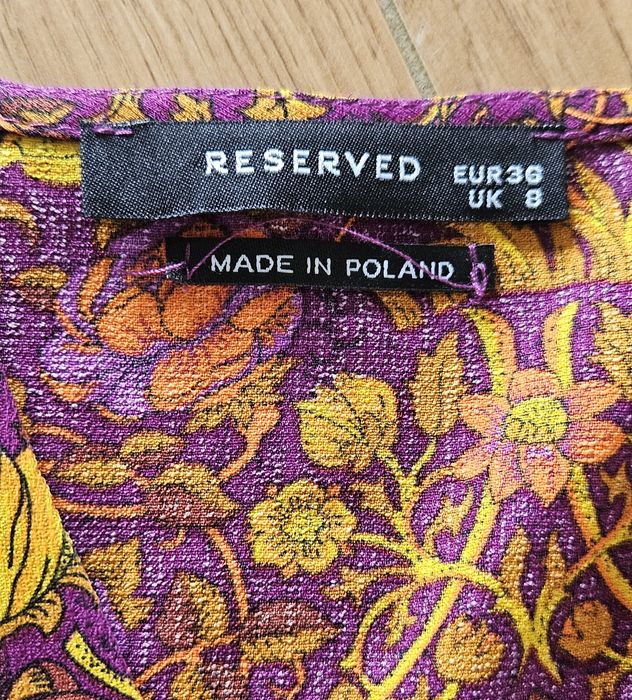 RESERVED
EUR36
UK 8
MADE IN POLAND